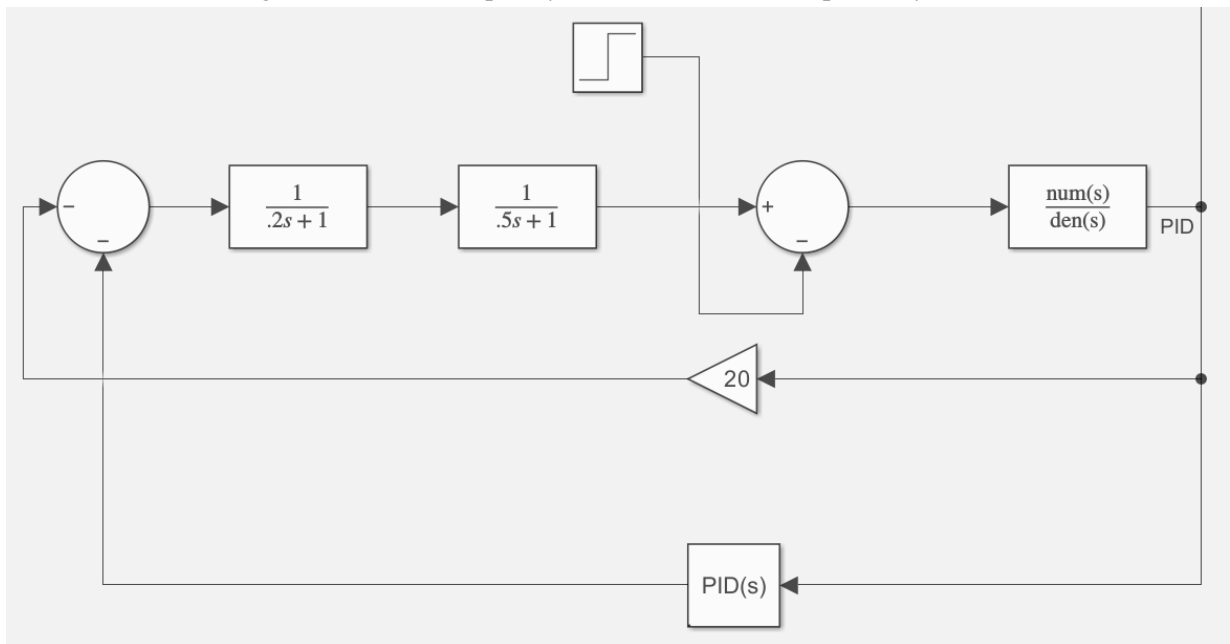 −
−
1
.2s + 1
1
.5s + 1
+
−
num(s)
den(s)
PID
20
PID(s)